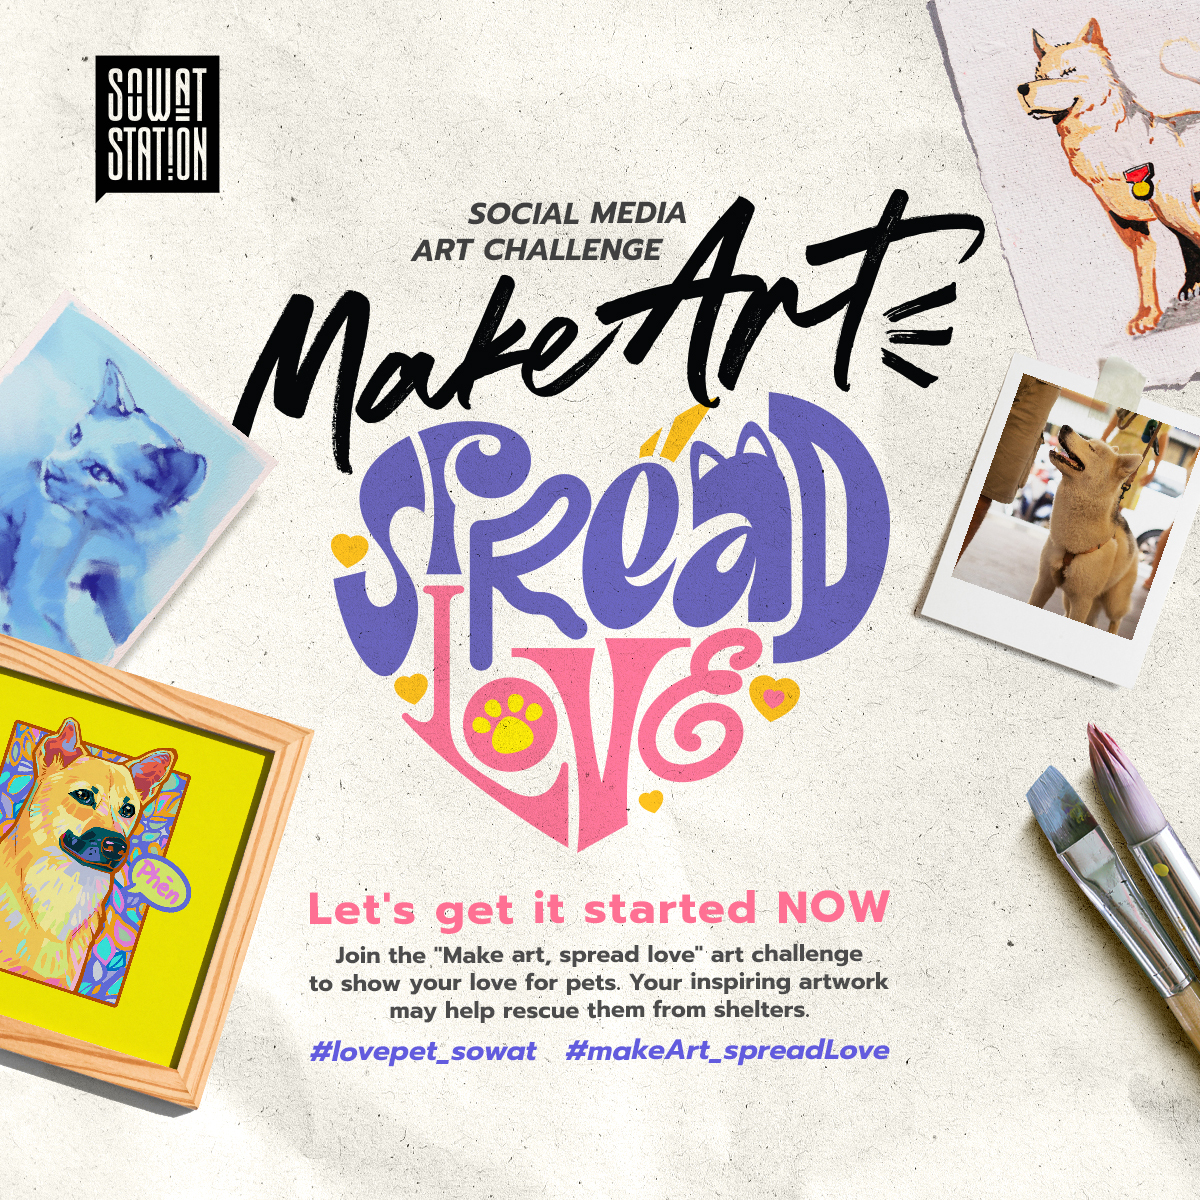 SOWAT
STATION
SOCIAL MEDIA
ART CHALLENGE
Make Art
SPREAD
LOVE
Phèn
Let's get it started NOW
Join the "Make art, spread love" art challenge
to show your love for pets. Your inspiring artwork
may help rescue them from shelters.
#lovepet_sowat #makeArt_spreadLove